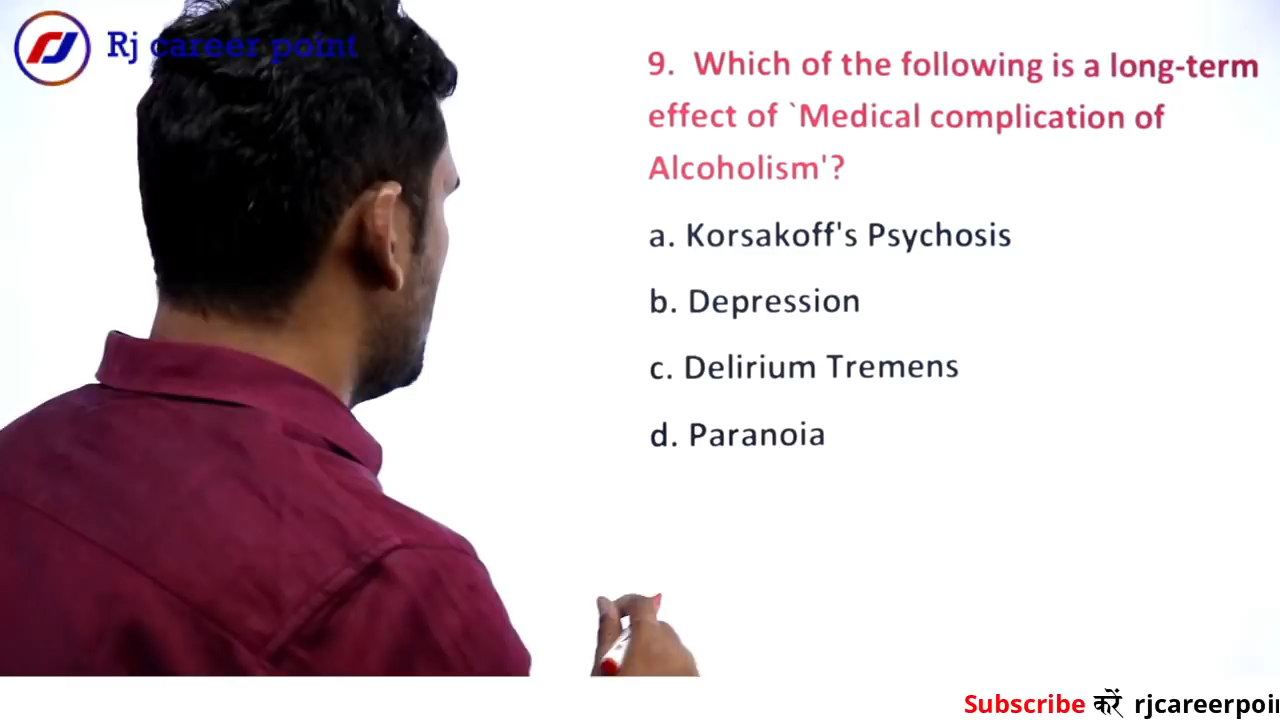 Rj career point
9. Which of the following is a long-term
effect of `Medical complication of
Alcoholism'?
a. Korsakoff's Psychosis
b. Depression
c. Delirium Tremens
d. Paranoia
Subscribe करें rjcareerpoi